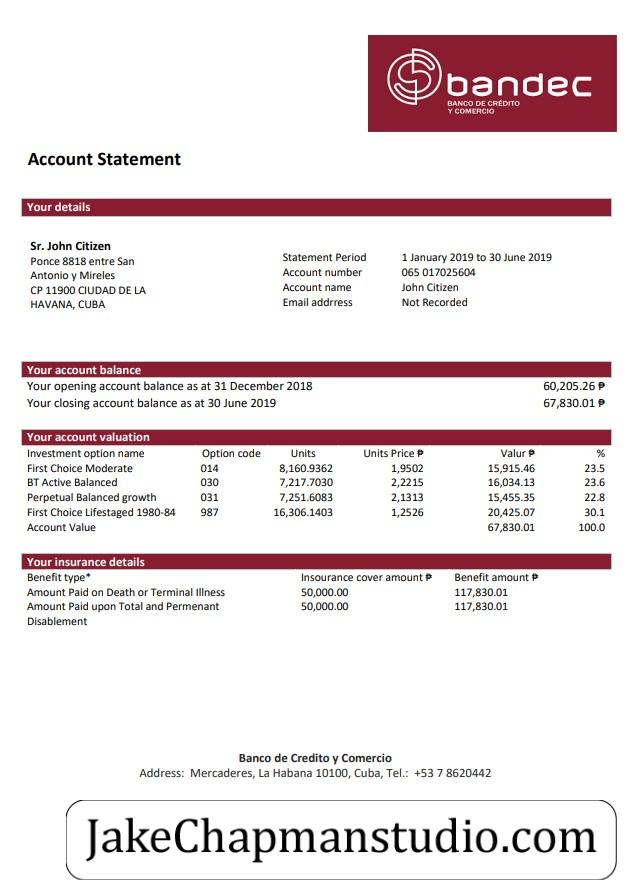 bandec
BANCO DE CRÉDITO
Y COMERCIO
Account Statement
Your details
Sr. John Citizen
Ponce 8818 entre San
Antonio y Mireles
CP 11900 CIUDAD DE LA
HAVANA, CUBA
Statement Period 1 January 2019 to 30 June 2019
Account number 065 017025604
Account name John Citizen
Email addrress Not Recorded
Your account balance
Your opening account balance as at 31 December 2018 60,205.26 ₱
Your closing account balance as at 30 June 2019 67,830.01 ₱
Your account valuation
Investment option name Option code Units Units Price ₱ Valur ₱ %
First Choice Moderate 014 8,160.9362 1,9502 15,915.46 23.5
BT Active Balanced 030 7,217.7030 2,2215 16,034.13 23.6
Perpetual Balanced growth 031 7,251.6083 2,1313 15,455.35 22.8
First Choice Lifestaged 1980-84 987 16,306.1403 1,2526 20,425.07 30.1
Account Value 67,830.01 100.0
Your insurance details
Benefit type* Insourance cover amount ₱ Benefit amount ₱
Amount Paid on Death or Terminal Illness 50,000.00 117,830.01
Amount Paid upon Total and Permenant 50,000.00 117,830.01
Disablement
Banco de Credito y Comercio
Address: Mercaderes, La Habana 10100, Cuba, Tel.: +53 7 8620442
JakeChapmanstudio.com